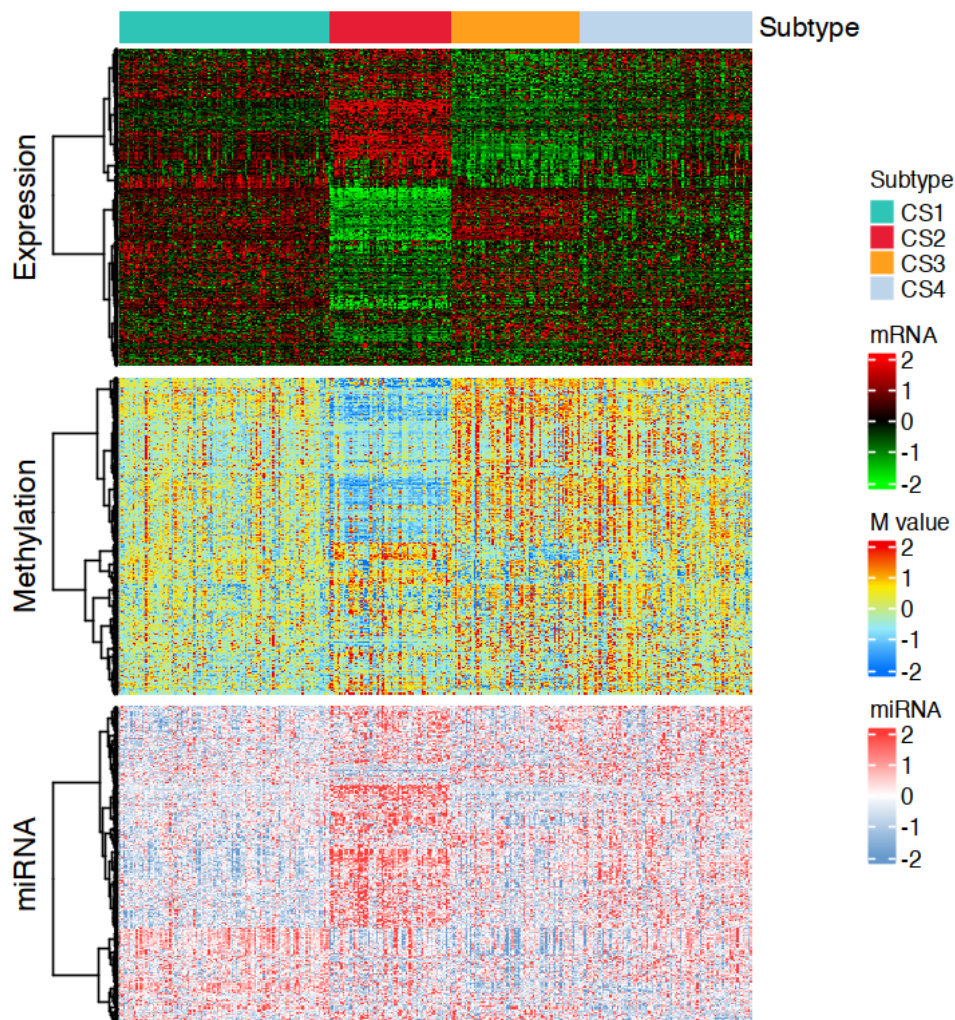 Subtype
Expression
Methylation
miRNA
Subtype
CS1
CS2
CS3
CS4
mRNA
2
1
0
-1
-2
M value
2
1
0
-1
-2
miRNA
2
1
0
-1
-2